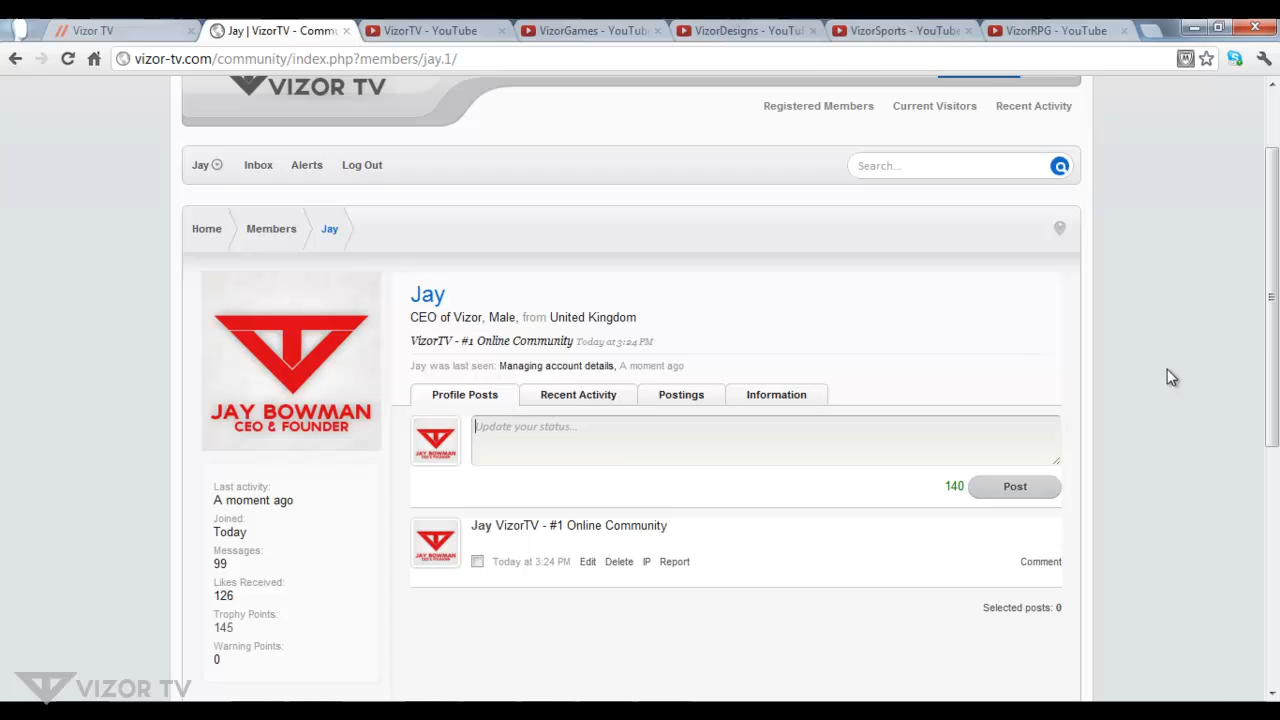 Vizor TV
Jay | VizorTV - Commu
VizorTV - YouTube
VizorGames - YouTub
VizorDesigns - YouTul
VizorSports - YouTube
VizorRPG - YouTube
vizor-tv.com/community/index.php?members/jay.1/
VIZOR TV
Registered Members
Current Visitors
Recent Activity
Jay
Inbox
Alerts
Log Out
Search...
Home
Members
Jay
JAY BOWMAN
CEO & FOUNDER
Jay
CEO of Vizor, Male, from United Kingdom
VizorTV - #1 Online Community Today at 3:24 PM
Jay was last seen: Managing account details, A moment ago
Profile Posts
Recent Activity
Postings
Information
JAY BOWMAN
Update your status...
140
Post
JAY BOWMAN
Jay VizorTV - #1 Online Community
Today at 3:24 PM Edit Delete IP Report
Comment
Selected posts: 0
Last activity:
A moment ago
Joined:
Today
Messages:
99
Likes Received:
126
Trophy Points:
145
Warning Points:
0
VIZOR TV